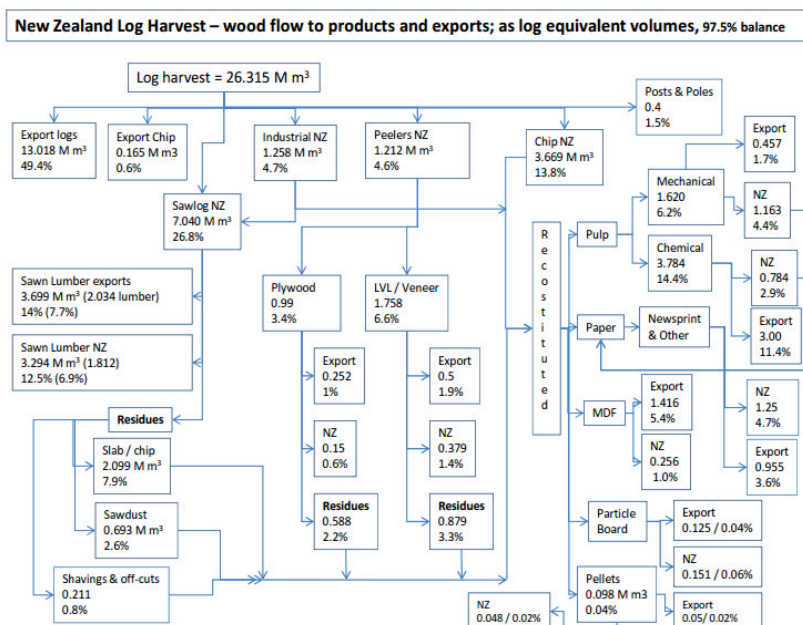 New Zealand Log Harvest – wood flow to products and exports; as log equivalent volumes, 97.5% balance
Log harvest = 26.315 M m³
Posts & Poles
0.4
1.5%
Export logs
13.018 M m³
49.4%
Export Chip
0.165 M m3
0.6%
Industrial NZ
1.258 M m³
4.7%
Peelers NZ
1.212 M m³
4.6%
Chip NZ
3.669 M m³
13.8%
Export
0.457
1.7%
Mechanical
1.620
6.2%
NZ
1.163
4.4%
Sawlog NZ
7.040 M m³
26.8%
Reconstituted
Pulp
Chemical
3.784
14.4%
NZ
0.784
2.9%
Export
3.00
11.4%
Sawn Lumber exports
3.699 M m³ (2.034 lumber)
14% (7.7%)
Plywood
0.99
3.4%
LVL / Veneer
1.758
6.6%
Paper
Newsprint
& Other
Sawn Lumber NZ
3.294 M m³ (1.812)
12.5% (6.9%)
Export
0.252
1%
Export
0.5
1.9%
MDF
Export
1.416
5.4%
NZ
1.25
4.7%
Residues
Slab / chip
2.099 M m³
7.9%
NZ
0.15
0.6%
NZ
0.379
1.4%
NZ
0.256
1.0%
Export
0.955
3.6%
Sawdust
0.693 M m³
2.6%
Residues
0.588
2.2%
Residues
0.879
3.3%
Particle
Board
Export
0.125 / 0.04%
NZ
0.151 / 0.06%
Shavings & off-cuts
0.211
0.8%
Pellets
0.098 M m3
0.04%
NZ
0.048 / 0.02%
Export
0.05/ 0.02%